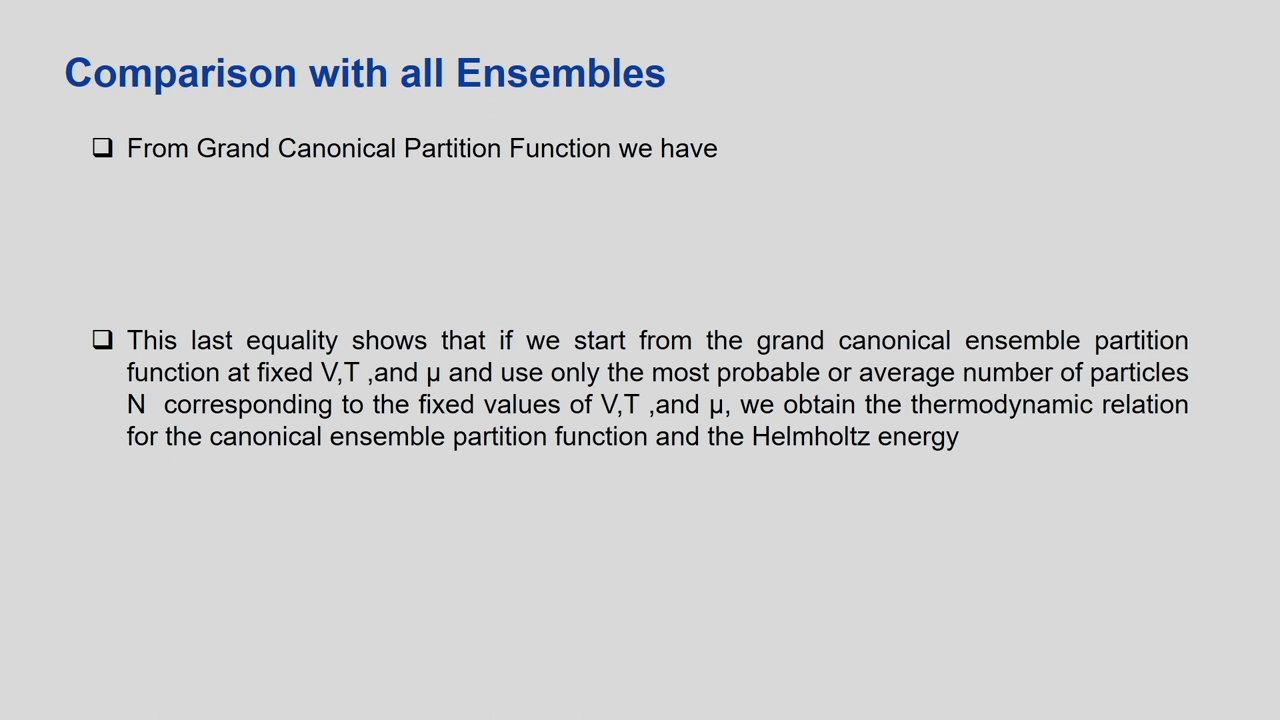 Comparison with all Ensembles
❑ From Grand Canonical Partition Function we have
❑ This last equality shows that if we start from the grand canonical ensemble partition
function at fixed V,T ,and μ and use only the most probable or average number of particles
N  corresponding to the fixed values of V,T ,and μ, we obtain the thermodynamic relation
for the canonical ensemble partition function and the Helmholtz energy